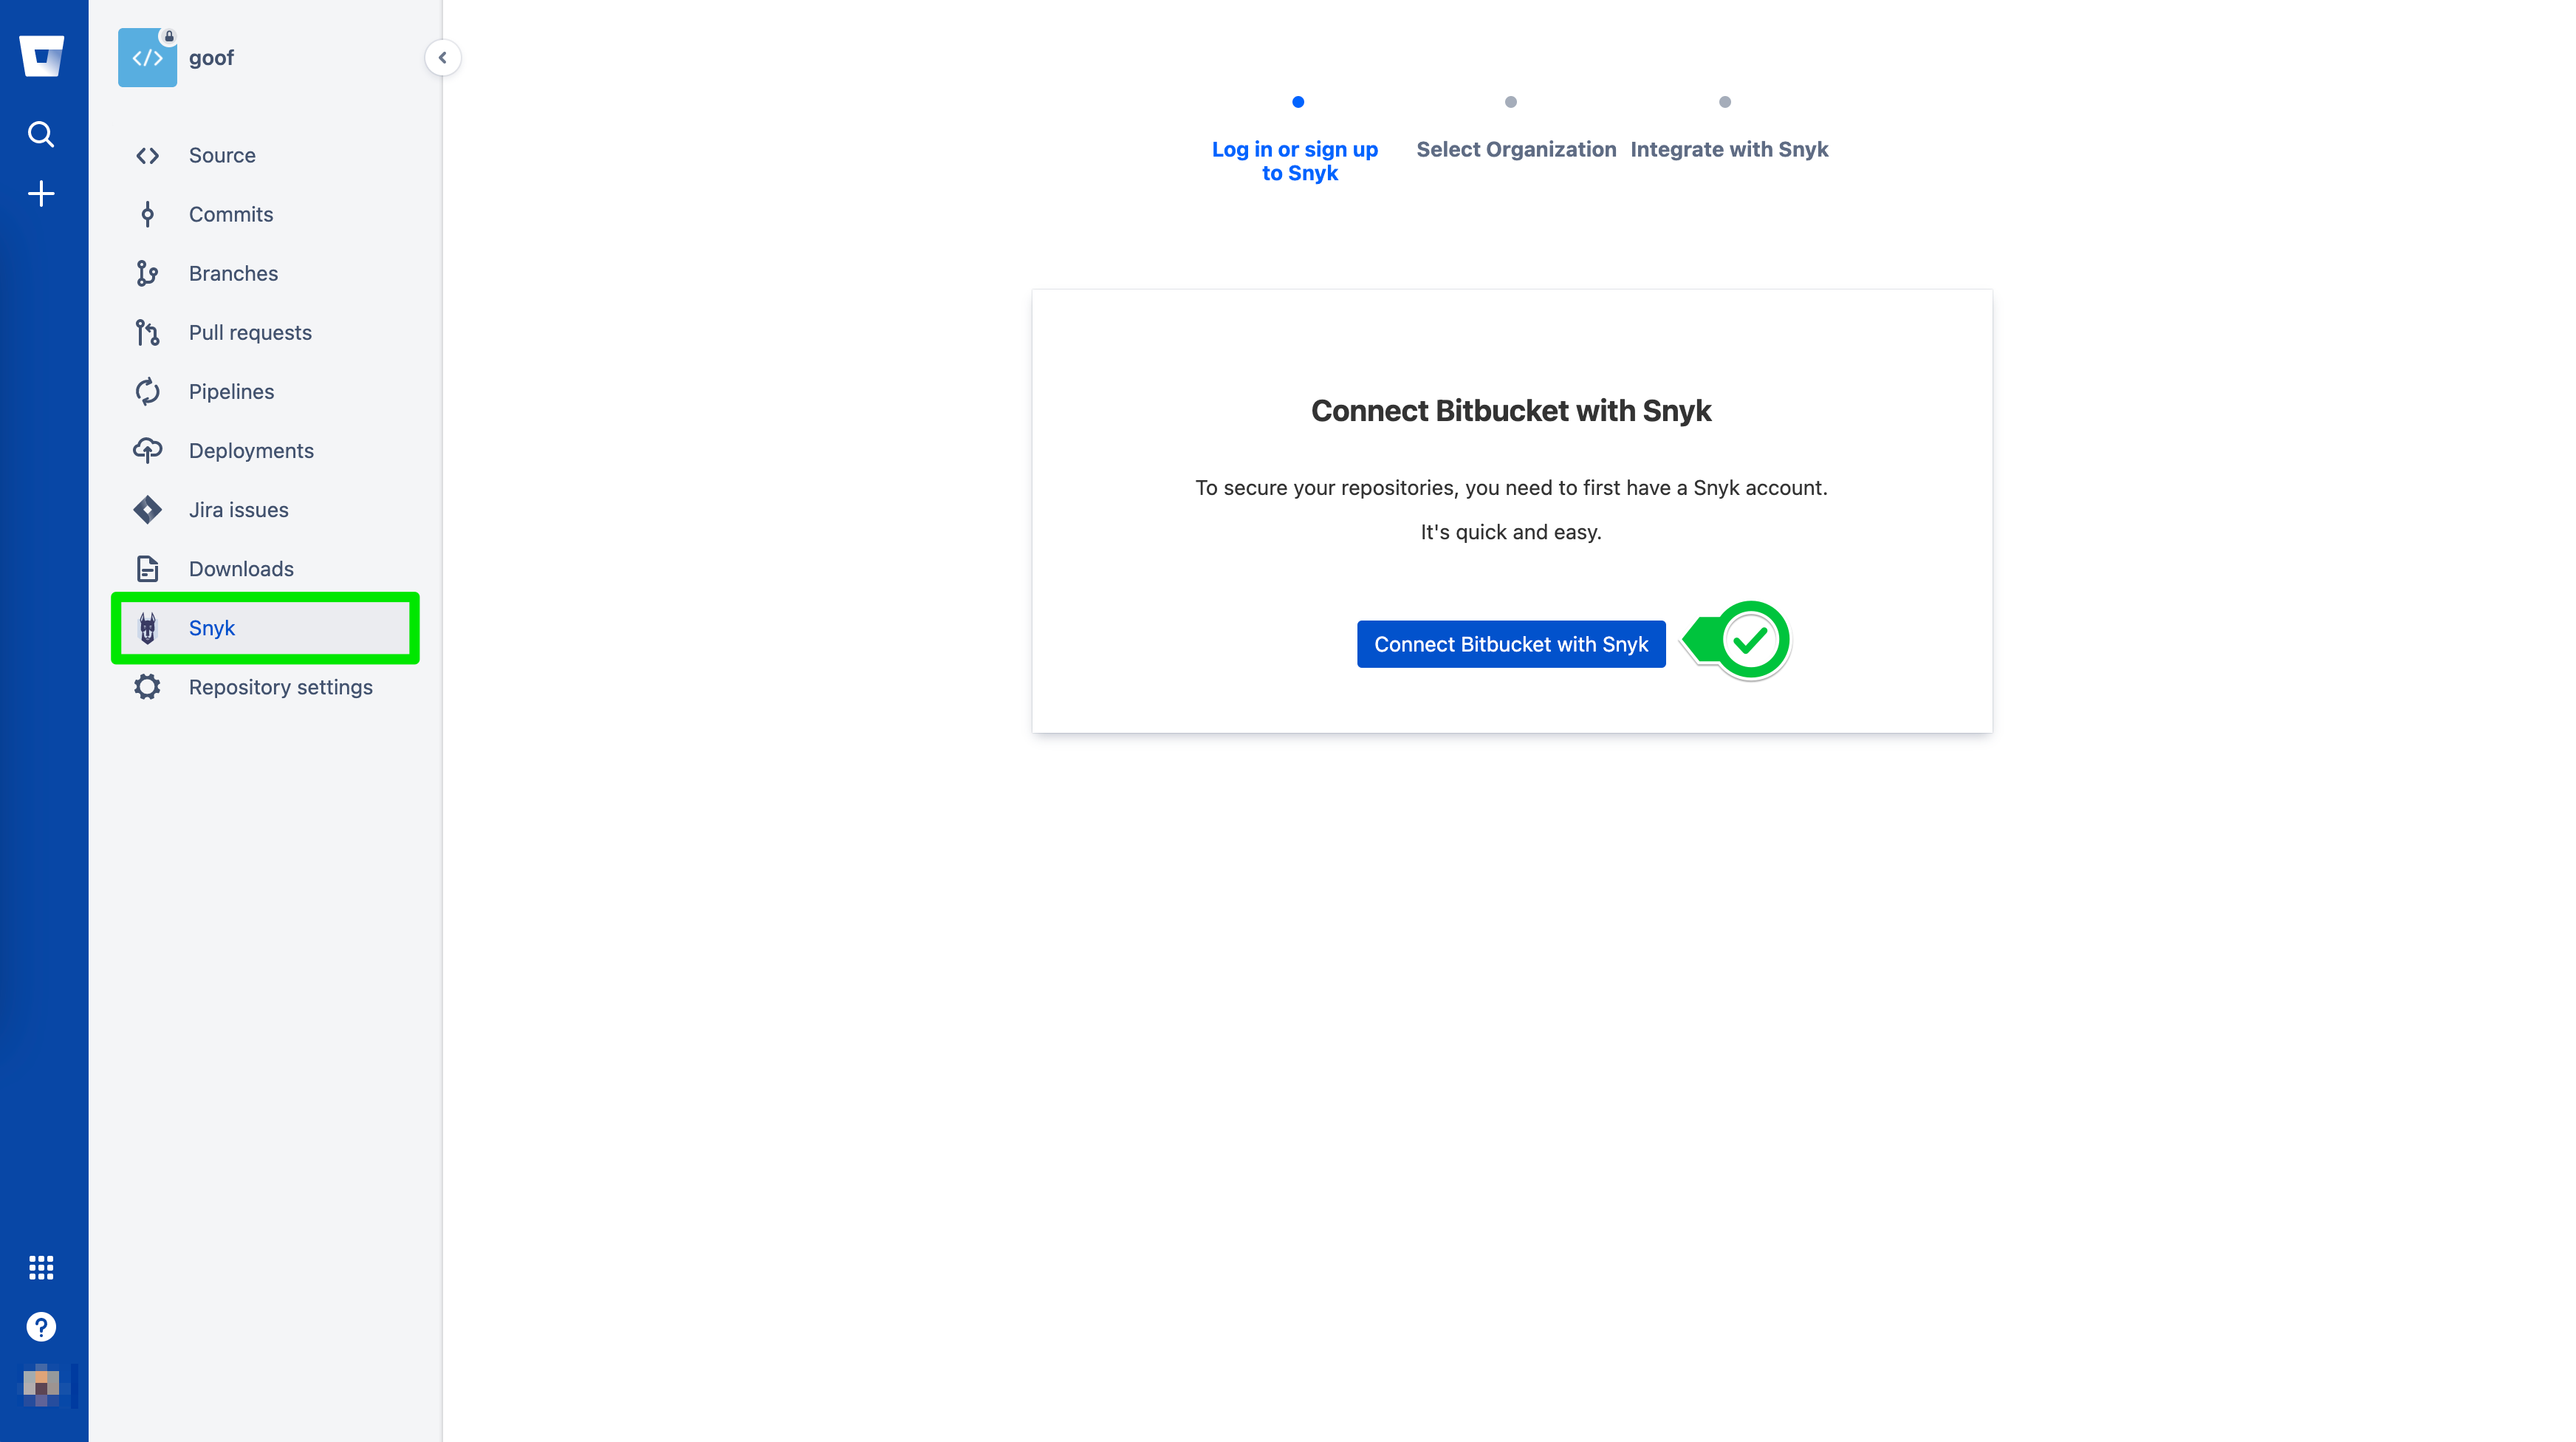 goof
Source
Commits
Branches
Pull requests
Pipelines
Deployments
Jira issues
Downloads
Snyk
Repository settings
Log in or sign up
to Snyk
Select Organization
Integrate with Snyk
Connect Bitbucket with Snyk
To secure your repositories, you need to first have a Snyk account.
It's quick and easy.
Connect Bitbucket with Snyk